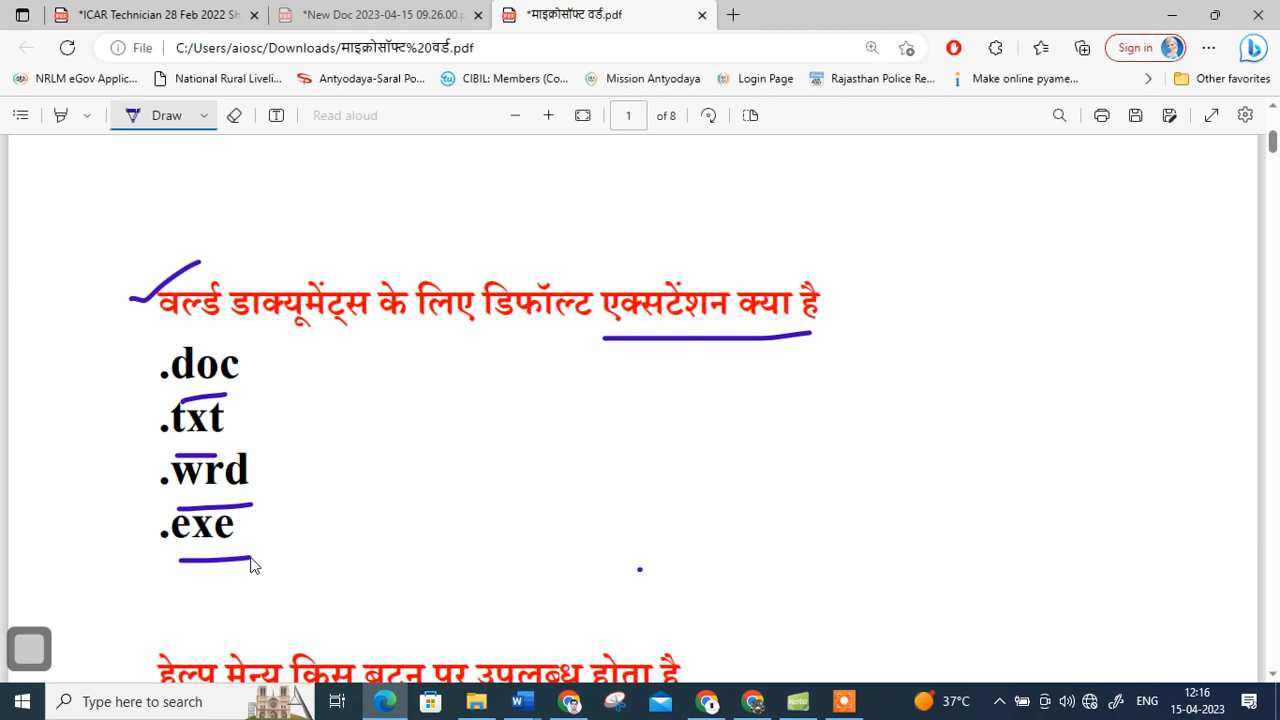 *ICAR Technician 28 Feb 2022 Sh
*New Doc 2023-04-15 09.26.00.p
*माइक्रोसॉफ्ट वर्ड.pdf
File
C:/Users/aiosc/Downloads/माइक्रोसॉफ्ट%20वर्ड.pdf
Sign in
NRLM eGov Applic...
National Rural Liveli...
Antyodaya-Saral Po...
CIBIL: Members (Co...
Mission Antyodaya
Login Page
Rajasthan Police Re...
Make online pyame...
Other favorites
Draw
Read aloud
1 of 8
वर्ल्ड डाक्यूमेंट्स के लिए डिफॉल्ट एक्सटेंशन क्या है
.doc
.txt
.wrd
.exe
हेल्प मेन्यू किस बटन पर उपलब्ध होता है
Type here to search
37°C
ENG
12:16
15-04-2023